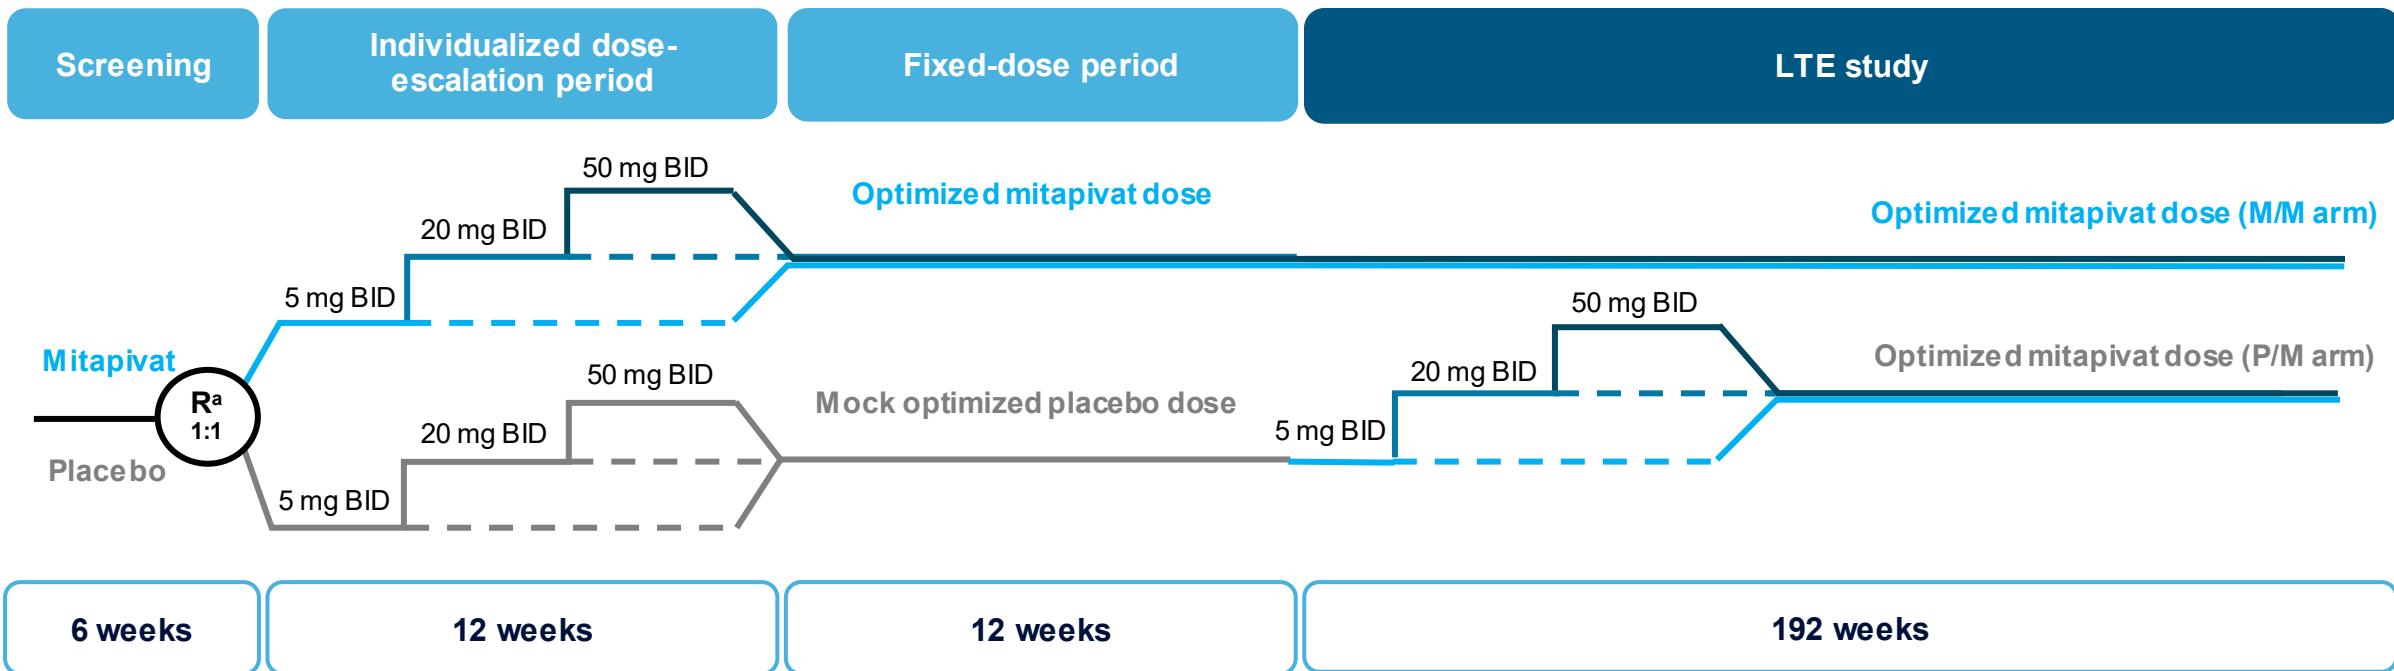 Screening
Individualized dose-
escalation period
Fixed-dose period
LTE study
50 mg BID
Optimized mitapivat dose
20 mg BID
Optimized mitapivat dose (M/M arm)
5 mg BID
50 mg BID
Mitapivat
Optimized mitapivat dose (P/M arm)
50 mg BID
20 mg BID
Rᵃ
1:1
Mock optimized placebo dose
20 mg BID
5 mg BID
Placebo
5 mg BID
6 weeks
12 weeks
12 weeks
192 weeks